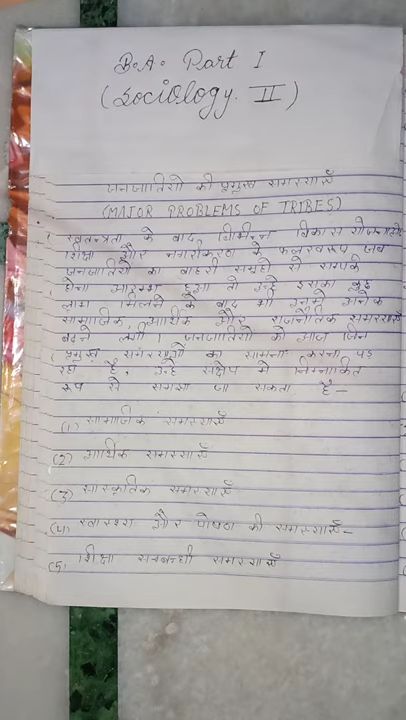 B.A. Part I
(Sociology. II)
जनजातियो की प्रमुख समस्याएँ
(MAJOR PROBLEMS OF TRIBES)
स्वतन्त्रता के बाद विभिन्न विकास योजनाओ
शिक्षा और नगरीकरण के फलस्वरूप जब
जनजातियो का बाहरी समूहो से सम्पर्क
होना आरम्भ हुआ तो उन्हे इसका कुछ
लाभ मिलने के बाद भी उनमे अनेक
सामाजिक, आर्थिक और राजनैतिक समस्याएँ
बढ़ने लगी। जनजातियो को आज जिन
प्रमुख समस्याओ का सामना करना पड़
रहा है, उन्हे संक्षेप मे निम्नांकित
रूप से समझा जा सकता है –
(1) सामाजिक समस्याएँ
(2) आर्थिक समस्याएँ
(3) सांस्कृतिक समस्याएँ
(4) स्वास्थ्य और पोषण की समस्याएँ –
(5) शिक्षा सम्बन्धी समस्याएँ